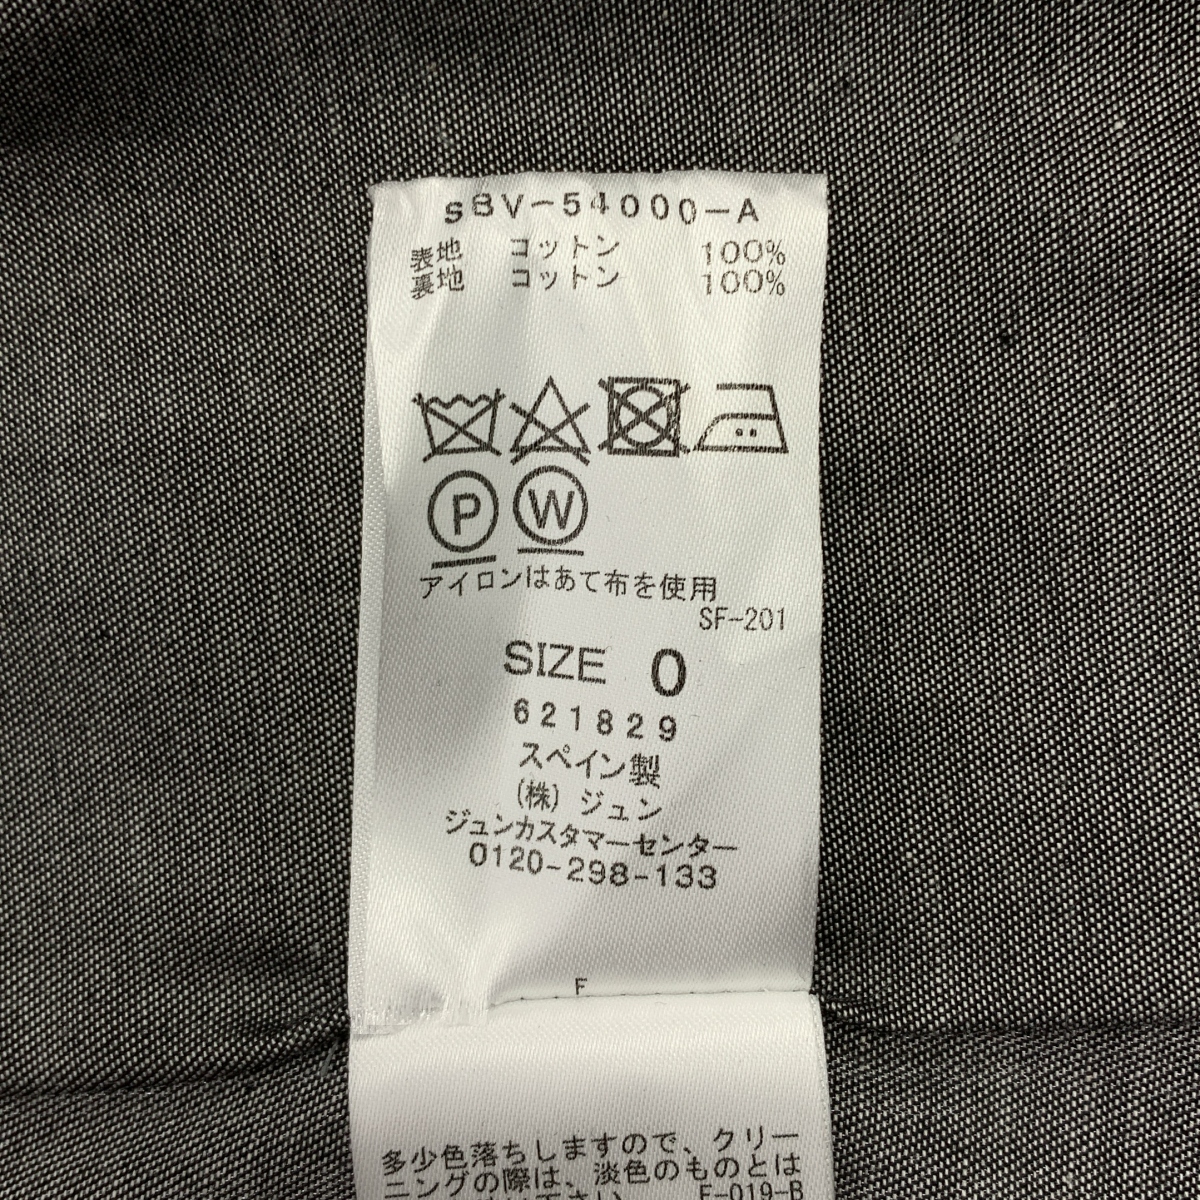 SBV-54000-A
表地 コットン 100%
裏地 コットン 100%
P W
アイロンはあて布を使用
SF-201
SIZE 0
621829
スペイン製
(株) ジュン
ジュンカスタマーセンター
0120-298-133
F
多少色落ちしますので、クリー
ニングの際は、淡色のものとは
F-019-B